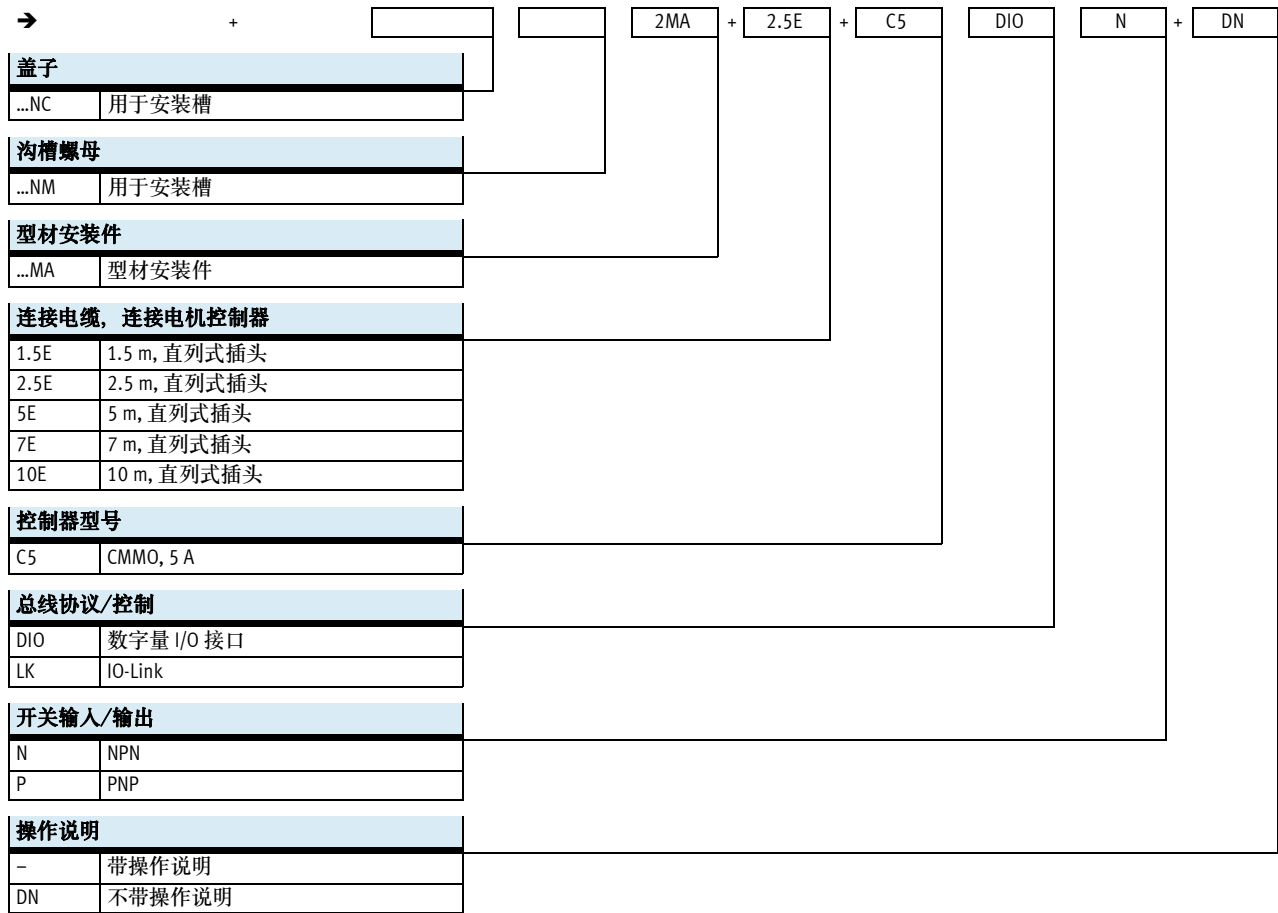 ➔ + 2MA + 2.5E + C5 DIO N + DN
盖子
...NC 用于安装槽
沟槽螺母
...NM 用于安装槽
型材安装件
...MA 型材安装件
连接电缆, 连接电机控制器
1.5E 1.5 m, 直列式插头
2.5E 2.5 m, 直列式插头
5E 5 m, 直列式插头
7E 7 m, 直列式插头
10E 10 m, 直列式插头
控制器型号
C5 CMMO, 5 A
总线协议/控制
DIO 数字量 I/O 接口
LK IO-Link
开关输入/输出
N NPN
P PNP
操作说明
– 带操作说明
DN 不带操作说明